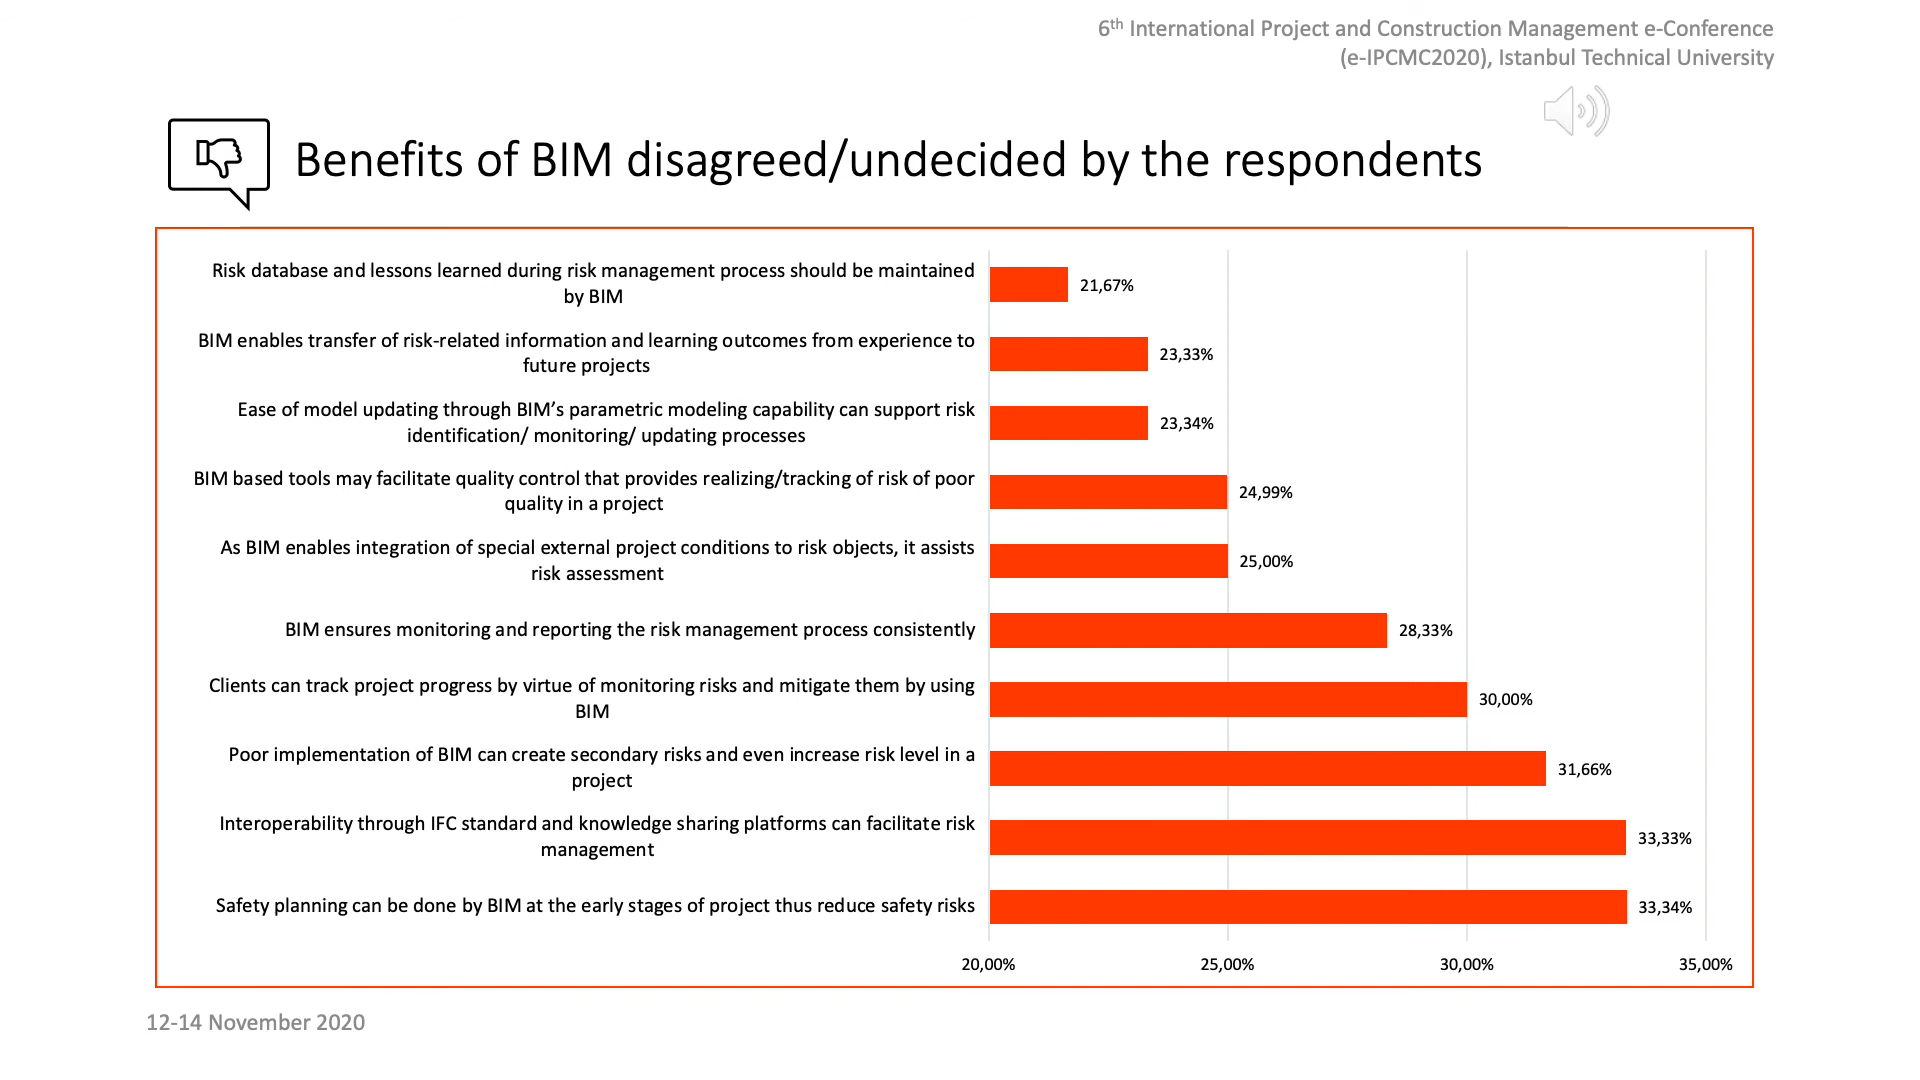 6th International Project and Construction Management e-Conference
(e-IPCMC2020), Istanbul Technical University
Benefits of BIM disagreed/undecided by the respondents
Risk database and lessons learned during risk management process should be maintained
by BIM
21,67%
BIM enables transfer of risk-related information and learning outcomes from experience to
future projects
23,33%
Ease of model updating through BIM’s parametric modeling capability can support risk
identification/ monitoring/ updating processes
23,34%
BIM based tools may facilitate quality control that provides realizing/tracking of risk of poor
quality in a project
24,99%
As BIM enables integration of special external project conditions to risk objects, it assists
risk assessment
25,00%
BIM ensures monitoring and reporting the risk management process consistently
28,33%
Clients can track project progress by virtue of monitoring risks and mitigate them by using
BIM
30,00%
Poor implementation of BIM can create secondary risks and even increase risk level in a
project
31,66%
Interoperability through IFC standard and knowledge sharing platforms can facilitate risk
management
33,33%
Safety planning can be done by BIM at the early stages of project thus reduce safety risks
33,34%
20,00% 25,00% 30,00% 35,00%
12-14 November 2020